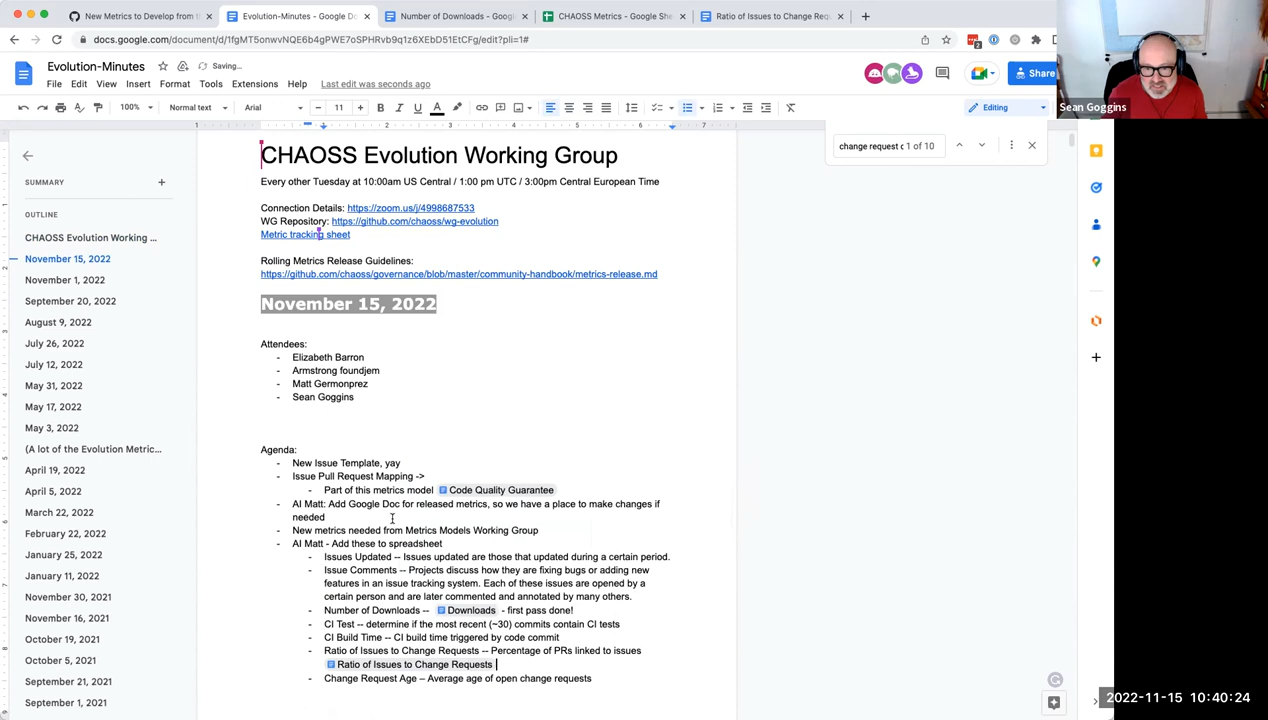 New Metrics to Develop from t
Evolution-Minutes - Google Do
Number of Downloads - Goog
CHAOSS Metrics - Google She
Ratio of Issues to Change Req
docs.google.com/document/d/1fgMT5onwvNQE6b4gPWE7oSPHRvb9q1z6XEbD51EtCFg/edit?pli=1#
2
Evolution-Minutes
Saving...
File Edit View Insert Format Tools Extensions Help Last edit was seconds ago
Share
Sean Goggins
100% Normal text Arial 11 B I U A Editing
1 1 2 3 4 5 6 7
change request c 1 of 10
SUMMARY
OUTLINE
CHAOSS Evolution Working ...
November 15, 2022
November 1, 2022
September 20, 2022
August 9, 2022
July 26, 2022
July 12, 2022
May 31, 2022
May 17, 2022
May 3, 2022
(A lot of the Evolution Metric...
April 19, 2022
April 5, 2022
March 22, 2022
February 22, 2022
January 25, 2022
January 11, 2022
November 30, 2021
November 16, 2021
October 19, 2021
October 5, 2021
September 21, 2021
September 1, 2021
CHAOSS Evolution Working Group
Every other Tuesday at 10:00am US Central / 1:00 pm UTC / 3:00pm Central European Time
Connection Details: https://zoom.us/j/4998687533
WG Repository: https://github.com/chaoss/wg-evolution
Metric tracking sheet
Rolling Metrics Release Guidelines:
https://github.com/chaoss/governance/blob/master/community-handbook/metrics-release.md
November 15, 2022
Attendees:
- Elizabeth Barron
- Armstrong foundjem
- Matt Germonprez
- Sean Goggins
Agenda:
- New Issue Template, yay
- Issue Pull Request Mapping ->
- Part of this metrics model Code Quality Guarantee
- AI Matt: Add Google Doc for released metrics, so we have a place to make changes if
needed
- New metrics needed from Metrics Models Working Group
- AI Matt - Add these to spreadsheet
- Issues Updated -- Issues updated are those that updated during a certain period.
- Issue Comments -- Projects discuss how they are fixing bugs or adding new
features in an issue tracking system. Each of these issues are opened by a
certain person and are later commented and annotated by many others.
- Number of Downloads -- Downloads - first pass done!
- CI Test -- determine if the most recent (~30) commits contain CI tests
- CI Build Time -- CI build time triggered by code commit
- Ratio of Issues to Change Requests -- Percentage of PRs linked to issues
Ratio of Issues to Change Requests
- Change Request Age – Average age of open change requests
2022-11-15 10:40:24